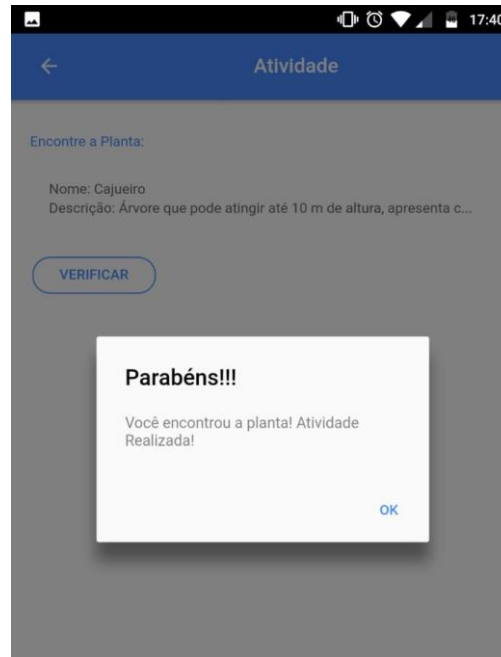 17:40
Atividade
Encontre a Planta:
Nome: Cajueiro
Descrição: Árvore que pode atingir até 10 m de altura, apresenta c...
VERIFICAR
Parabéns!!!
Você encontrou a planta! Atividade
Realizada!
OK